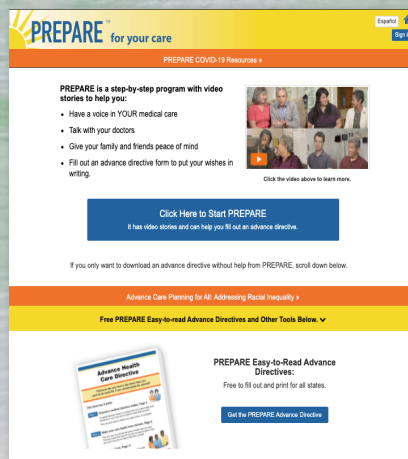 Español
PREPARE™ for your care
Sign i
PREPARE COVID-19 Resources »
PREPARE is a step-by-step program with video
stories to help you:
• Have a voice in YOUR medical care
• Talk with your doctors
• Give your family and friends peace of mind
• Fill out an advance directive form to put your wishes in
writing.
Click the video above to learn more.
Click Here to Start PREPARE
It has video stories and can help you fill out an advance directive.
If you only want to download an advance directive without help from PREPARE, scroll down below.
Advance Care Planning for All: Addressing Racial Inequality »
Free PREPARE Easy-to-read Advance Directives and Other Tools Below.
Advance Health
Care Directive
PREPARE Easy-to-Read Advance
Directives:
Free to fill out and print for all states.
Get the PREPARE Advance Directive